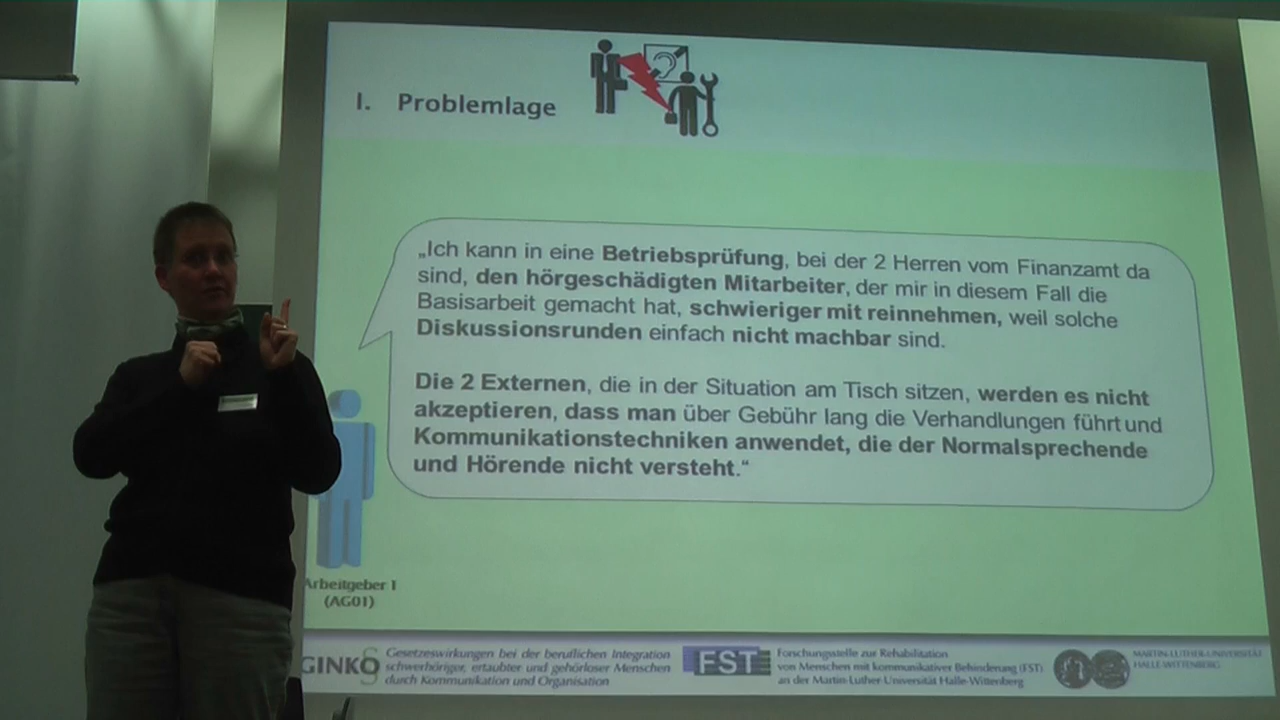 I. Problemlage
„Ich kann in eine Betriebsprüfung, bei der 2 Herren vom Finanzamt da
sind, den hörgeschädigten Mitarbeiter, der mir in diesem Fall die
Basisarbeit gemacht hat, schwieriger mit reinnehmen, weil solche
Diskussionsrunden einfach nicht machbar sind.
Die 2 Externen, die in der Situation am Tisch sitzen, werden es nicht
akzeptieren, dass man über Gebühr lang die Verhandlungen führt und
Kommunikationstechniken anwendet, die der Normalsprechende
und Hörende nicht versteht.“
Arbeitgeber 1
(AG01)
GINKO
Gesetzeswirkungen bei der beruflichen Integration
schwerhöriger, ertaubter und gehörloser Menschen
durch Kommunikation und Organisation
FST
Forschungsstelle zur Rehabilitation
von Menschen mit kommunikativer Behinderung (FST)
an der Martin-Luther-Universität Halle-Wittenberg
MARTIN-LUTHER-UNIVERSITÄT
HALLE-WITTENBERG